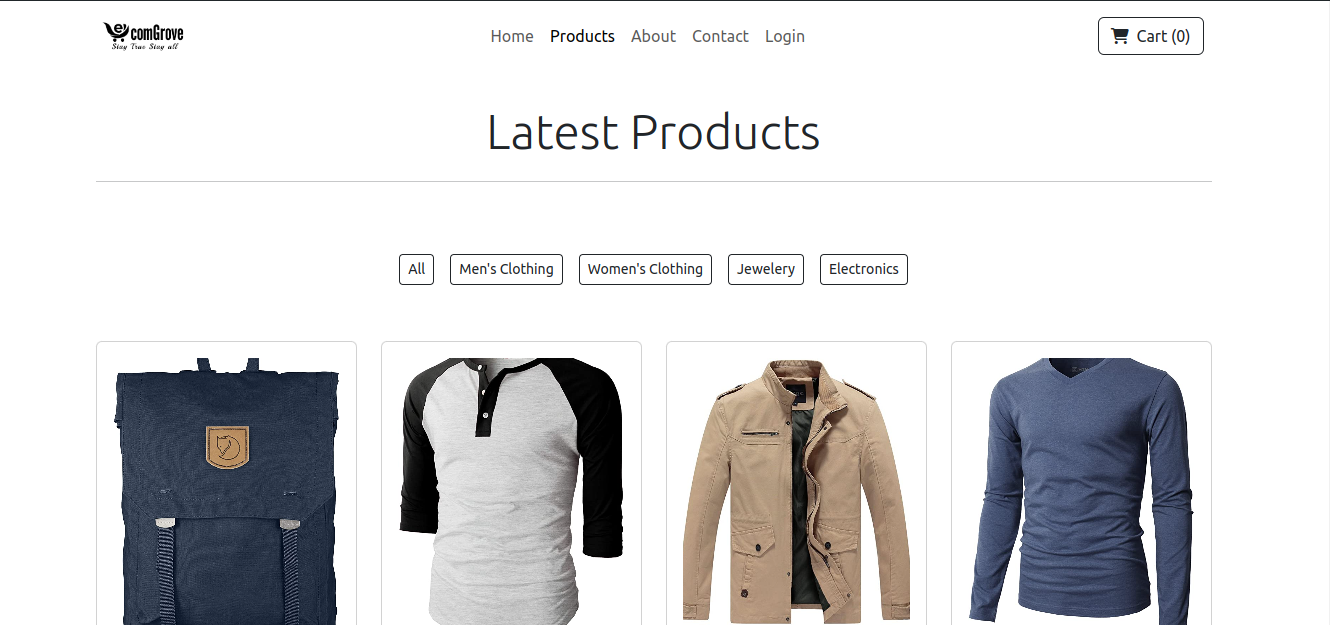 ecomGrove
Stay True Stay all
Home Products About Contact Login
Cart (0)
Latest Products
All Men's Clothing Women's Clothing Jewelery Electronics